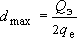 d_max = Q_э / 2q_e